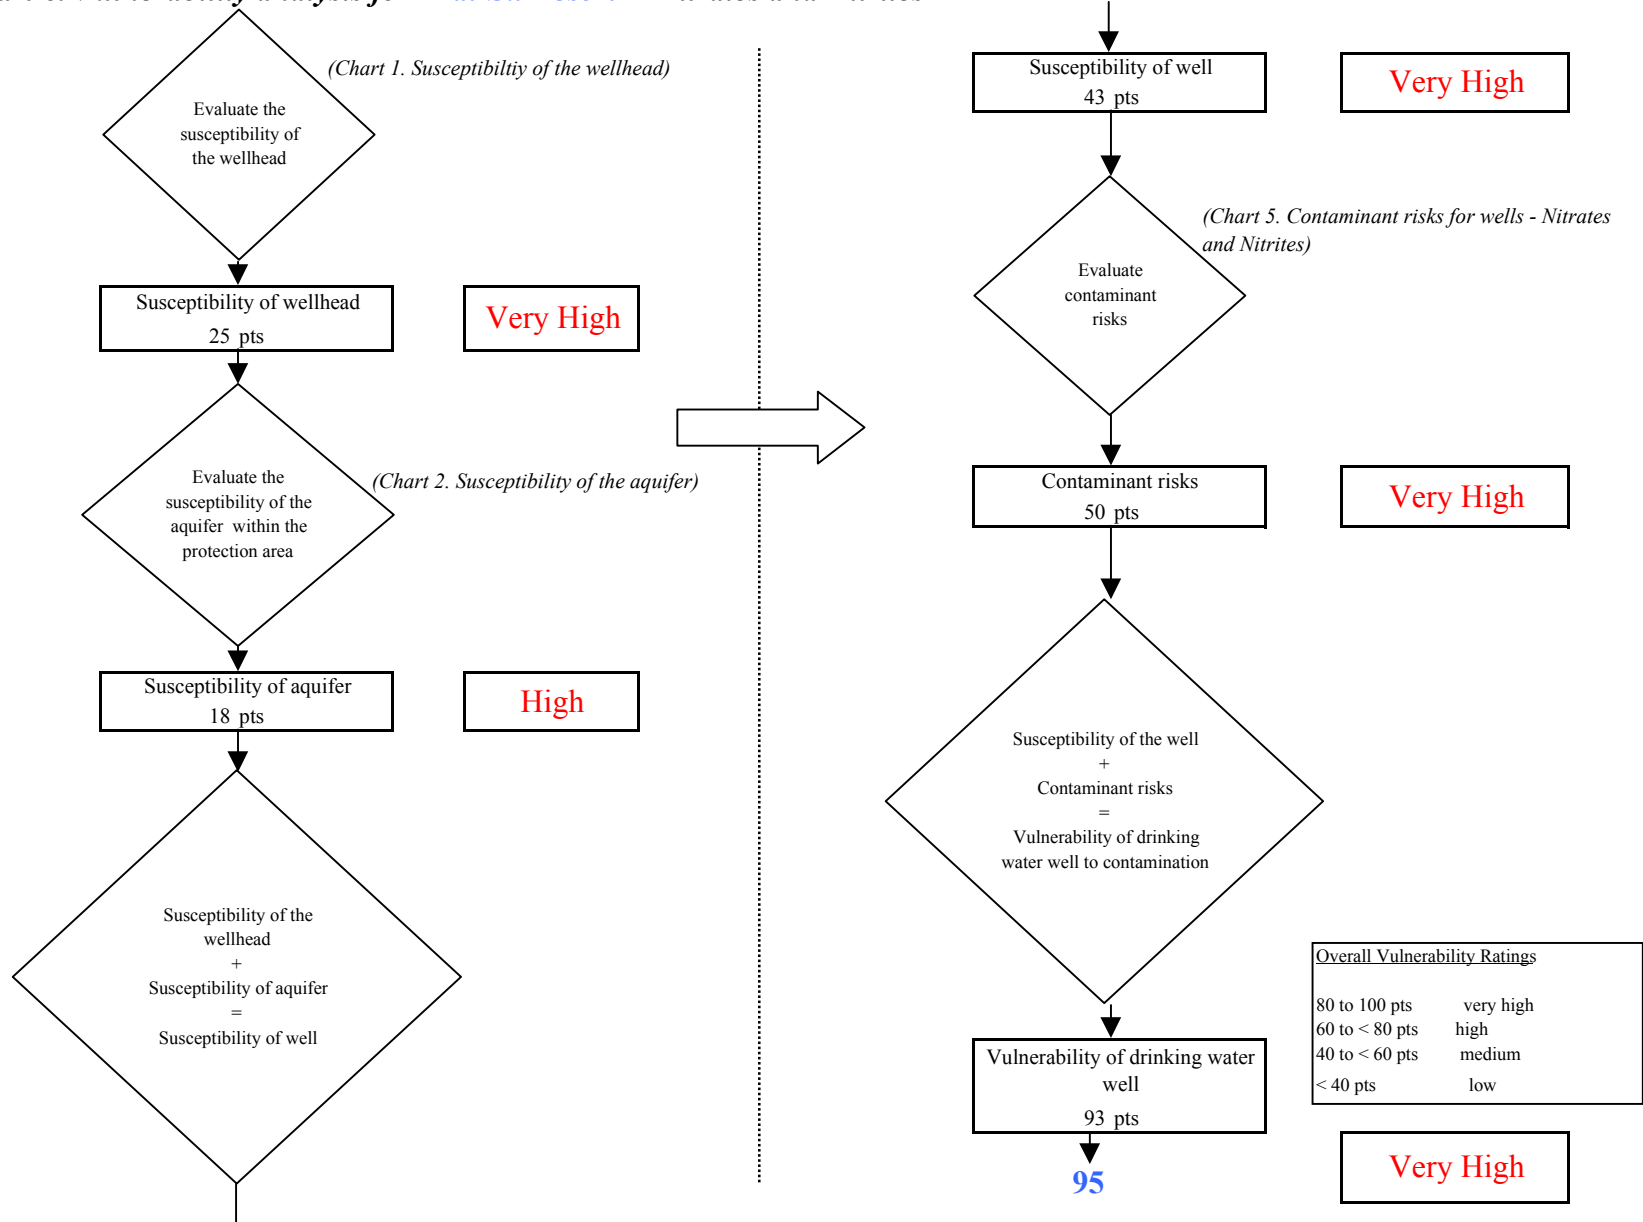 (Chart 1. Susceptibiltiy of the wellhead)
Evaluate the
susceptibility of
the wellhead
Susceptibility of wellhead
25 pts
Very High
Evaluate the
susceptibility of the
aquifer within the
protection area
(Chart 2. Susceptibility of the aquifer)
Susceptibility of aquifer
18 pts
High
Susceptibility of the
wellhead
+
Susceptibility of aquifer
=
Susceptibility of well
Susceptibility of well
43 pts
Very High
(Chart 5. Contaminant risks for wells - Nitrates
and Nitrites)
Evaluate
contaminant
risks
Contaminant risks
50 pts
Very High
Susceptibility of the well
+
Contaminant risks
=
Vulnerability of drinking
water well to contamination
Overall Vulnerability Ratings
80 to 100 pts very high
60 to < 80 pts high
40 to < 60 pts medium
< 40 pts low
Vulnerability of drinking water
well
93 pts
95
Very High